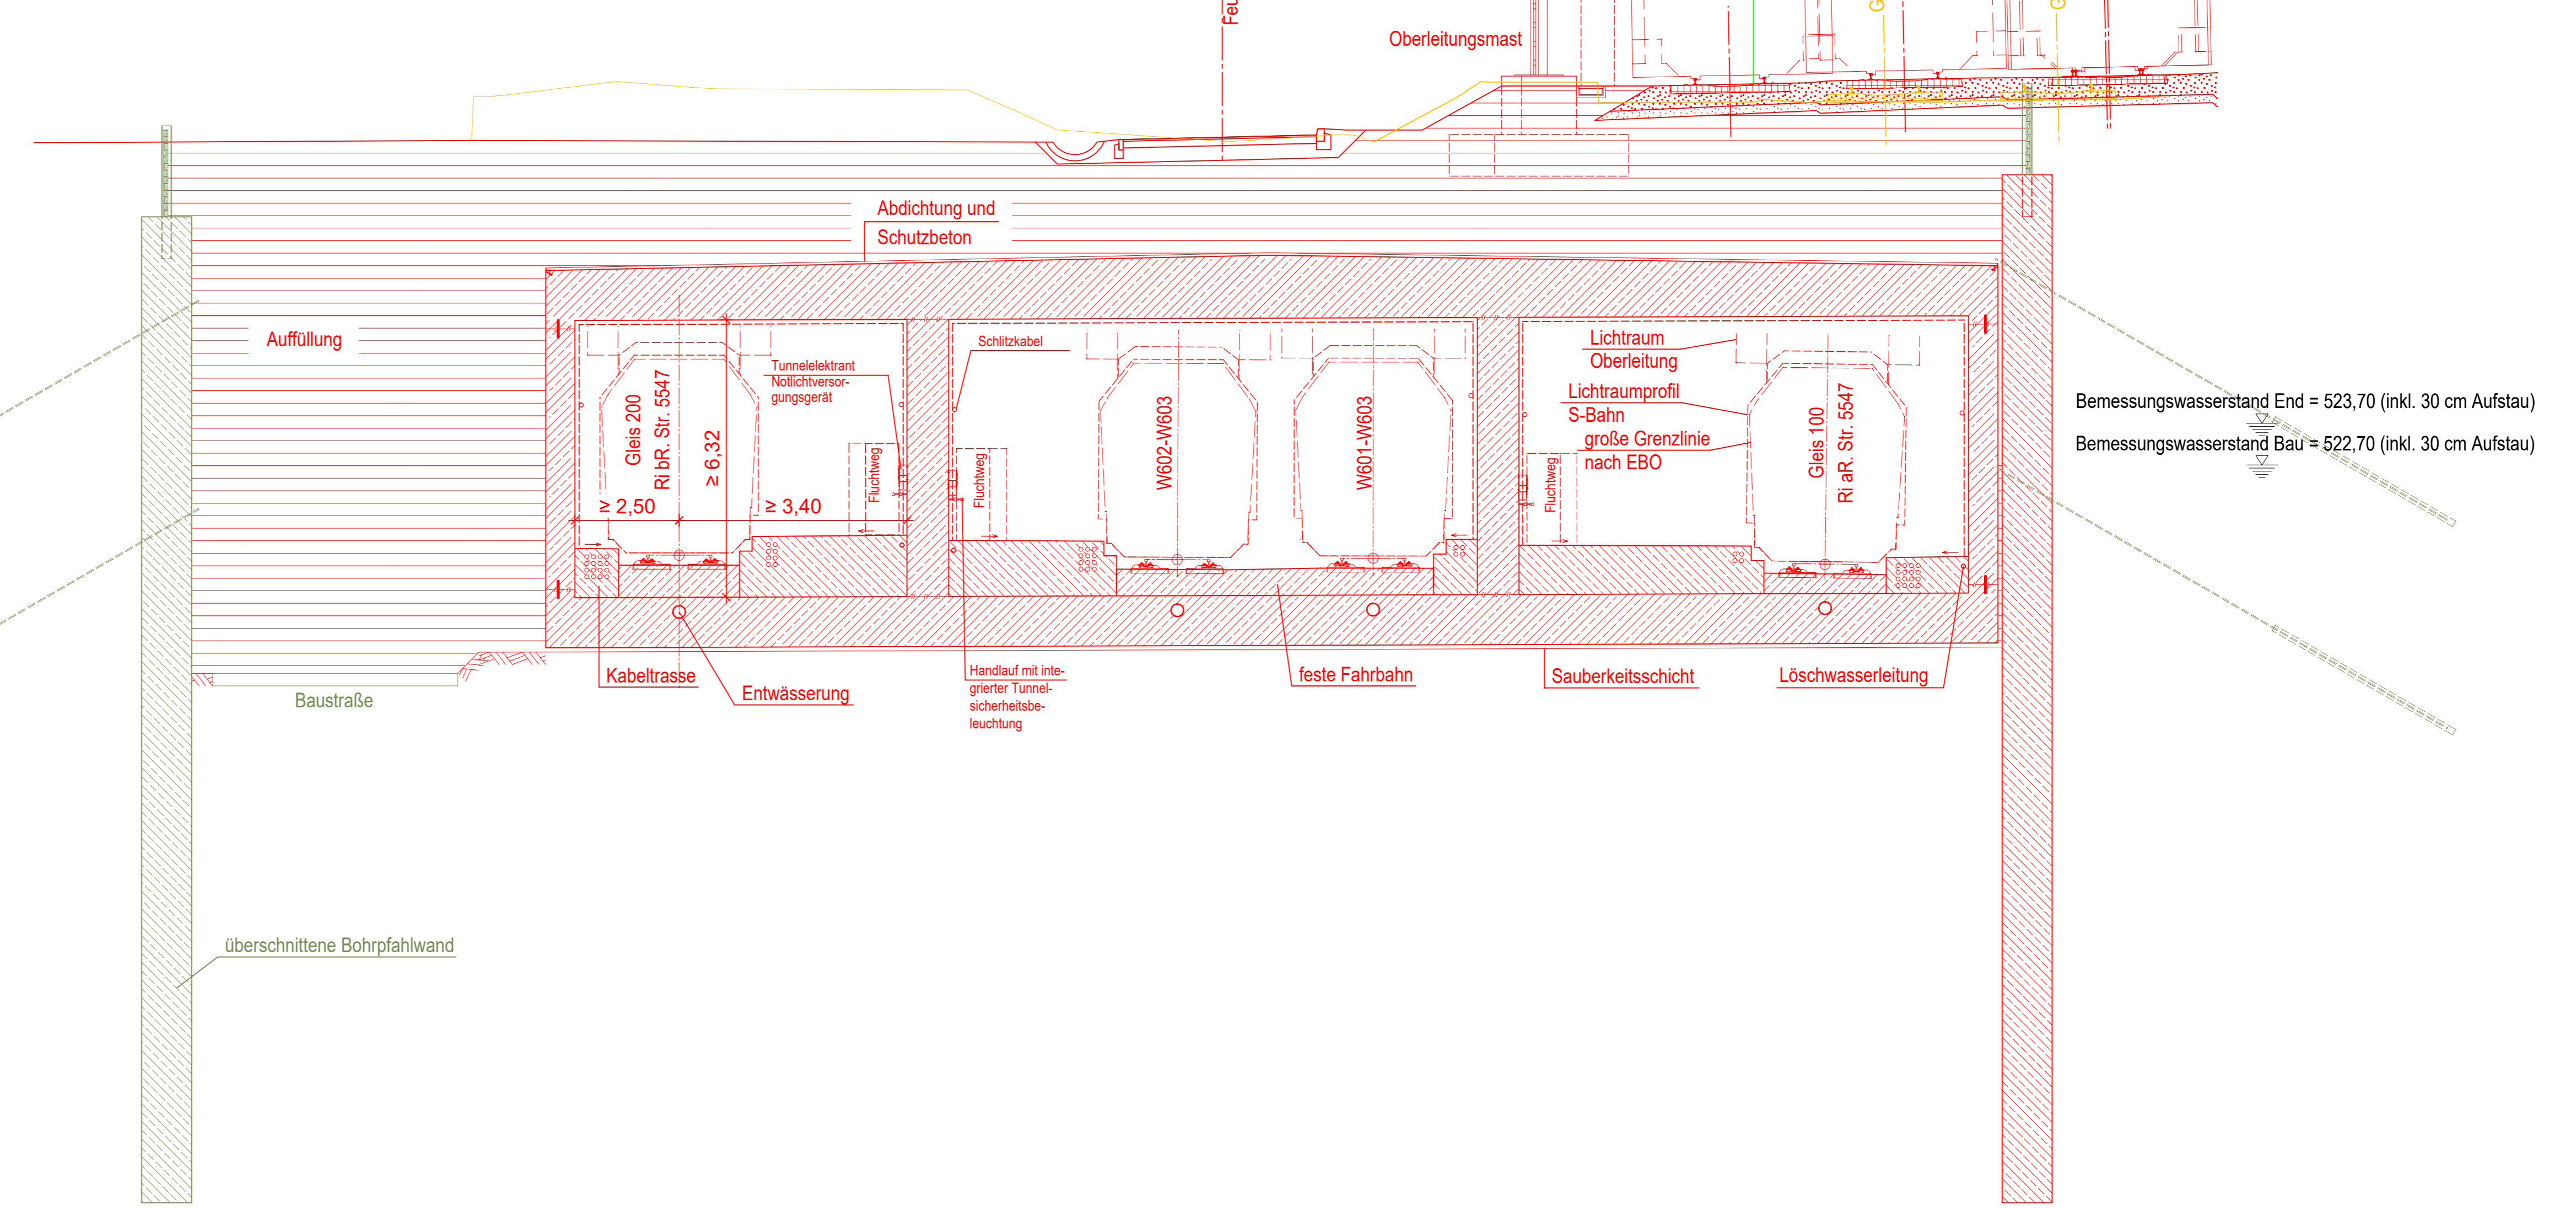 Feu
Oberleitungsmast
G
G
Abdichtung und
Schutzbeton
Auffüllung
Gleis 200
Ri bR. Str. 5547
≥ 6,32
≥ 2,50
≥ 3,40
Tunnelelektrant
Notlichtversor-
gungsgerät
Fluchtweg
Schlitzkabel
Fluchtweg
W602-W603
W601-W603
Lichtraum
Oberleitung
Lichtraumprofil
S-Bahn
große Grenzlinie
nach EBO
Fluchtweg
Gleis 100
Ri aR. Str. 5547
Bemessungswasserstand End = 523,70 (inkl. 30 cm Aufstau)
Bemessungswasserstand Bau = 522,70 (inkl. 30 cm Aufstau)
Baustraße
Kabeltrasse
Entwässerung
Handlauf mit inte-
grierter Tunnel-
sicherheitsbe-
leuchtung
feste Fahrbahn
Sauberkeitsschicht
Löschwasserleitung
überschnittene Bohrpfahlwand